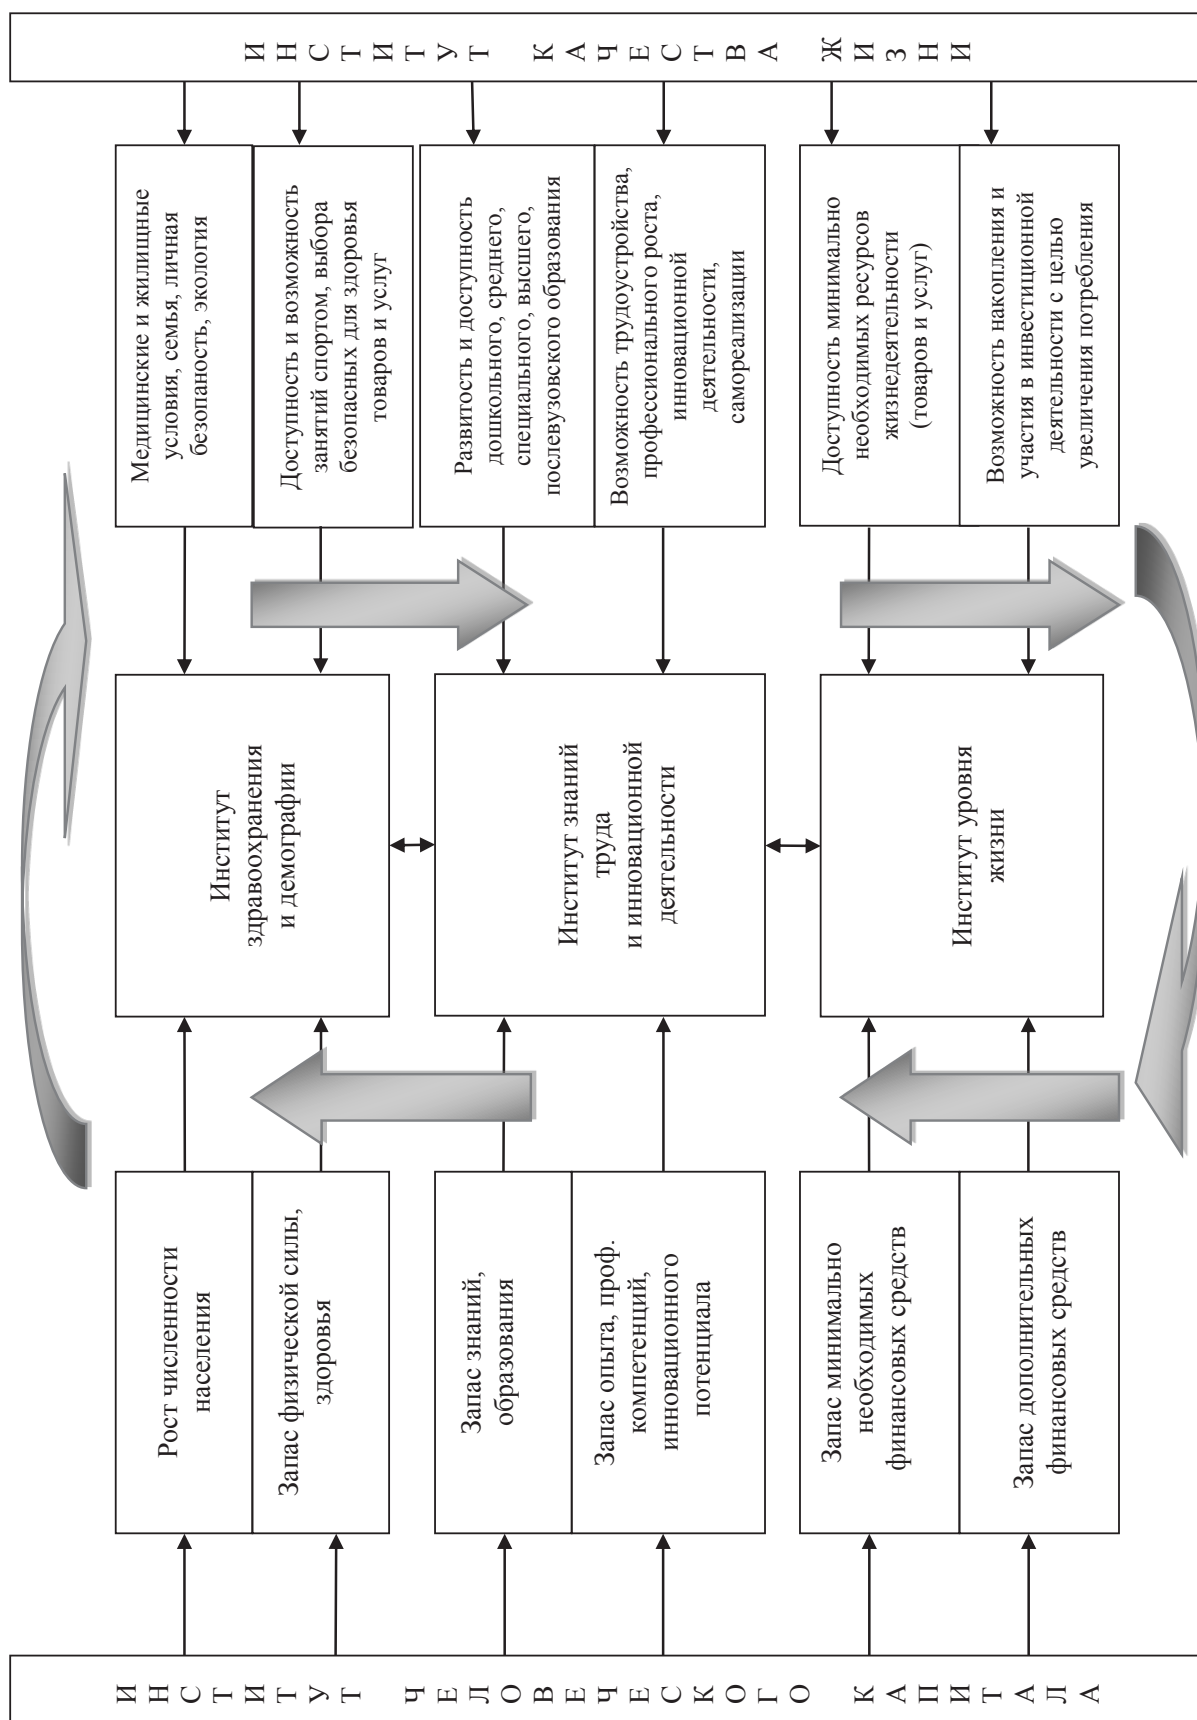 ИНСТИТУТ ЧЕЛОВЕЧЕСКОГО КАПИТАЛА
Рост численности
населения
Запас физической силы,
здоровья
Запас знаний,
образования
Запас опыта, проф.
компетенций,
инновационного
потенциала
Запас минимально
необходимых
финансовых средств
Запас дополнительных
финансовых средств
Институт
здравоохранения
и демографии
Институт знаний
труда
и инновационной
деятельности
Институт уровня
жизни
Медицинские и жилищные
условия, семья, личная
безопаность, экология
Доступность и возможность
занятий спортом, выбора
безопасных для здоровья
товаров и услуг
Развитость и доступность
дошкольного, среднего,
специального, высшего,
послевузовского образования
Возможность трудоустройства,
профессионального роста,
инновационной
деятельности,
самореализации
Доступность минимально
необходимых ресурсов
жизнедеятельности
(товаров и услуг)
Возможность накопления и
участия в инвестиционной
деятельности с целью
увеличения потребления
ИНСТИТУТ КАЧЕСТВА ЖИЗНИ